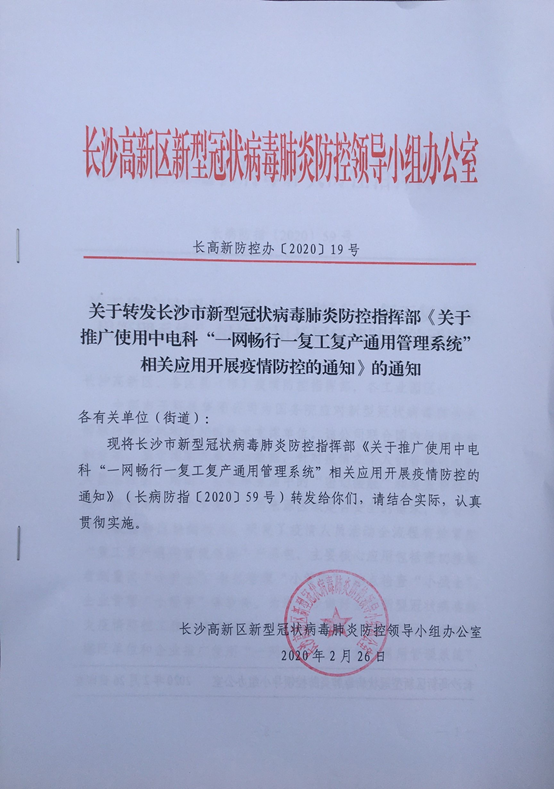 长沙高新区新型冠状病毒肺炎防控领导小组办公室
长高新防控办〔2020〕19号
关于转发长沙市新型冠状病毒肺炎防控指挥部《关于
推广使用中电科“一网畅行一复工复产通用管理系统”
相关应用开展疫情防控的通知》的通知
各有关单位（街道）：
现将长沙市新型冠状病毒肺炎防控指挥部《关于推广使用中电
科“一网畅行一复工复产通用管理系统”相关应用开展疫情防控的
通知》（长病防指〔2020〕59号）转发给你们，请结合实际，认真
贯彻实施。
长沙高新区新型冠状病毒肺炎防控领导小组办公室
2020年2月26日